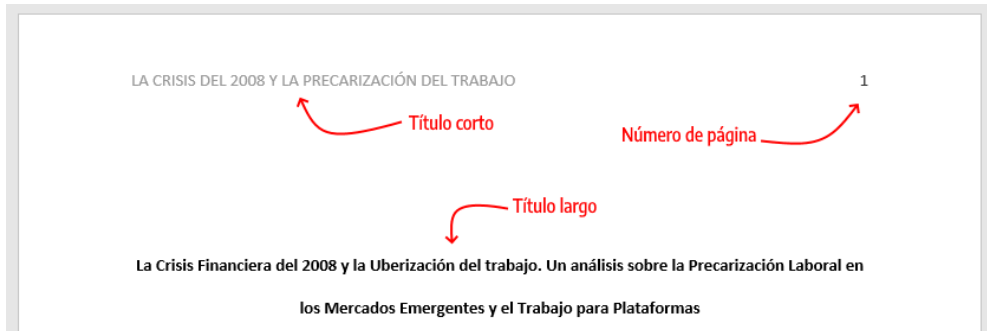 LA CRISIS DEL 2008 Y LA PRECARIZACIÓN DEL TRABAJO 1
Título corto
Número de página
Título largo
La Crisis Financiera del 2008 y la Uberización del trabajo. Un análisis sobre la Precarización Laboral en
los Mercados Emergentes y el Trabajo para Plataformas